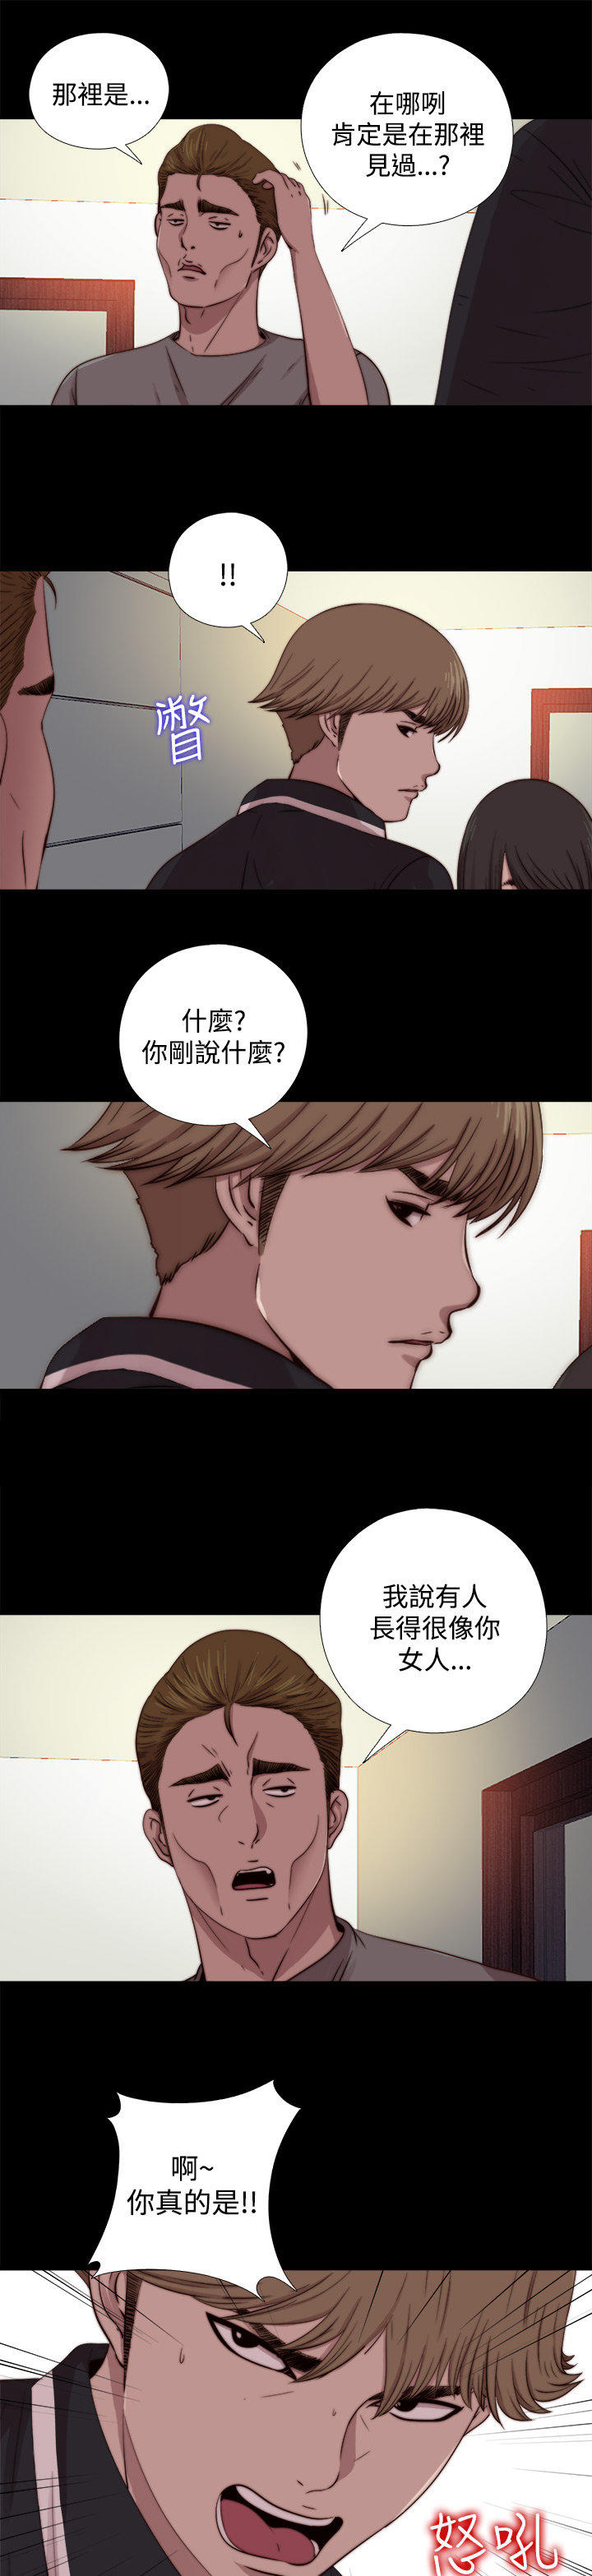 那裡是...
在哪咧
肯定是在那裡
見過...?
!!
瞥
什麼?
你剛說什麼?
我說有人
長得很像你
女人...
啊~
你真的是!!
怒吼